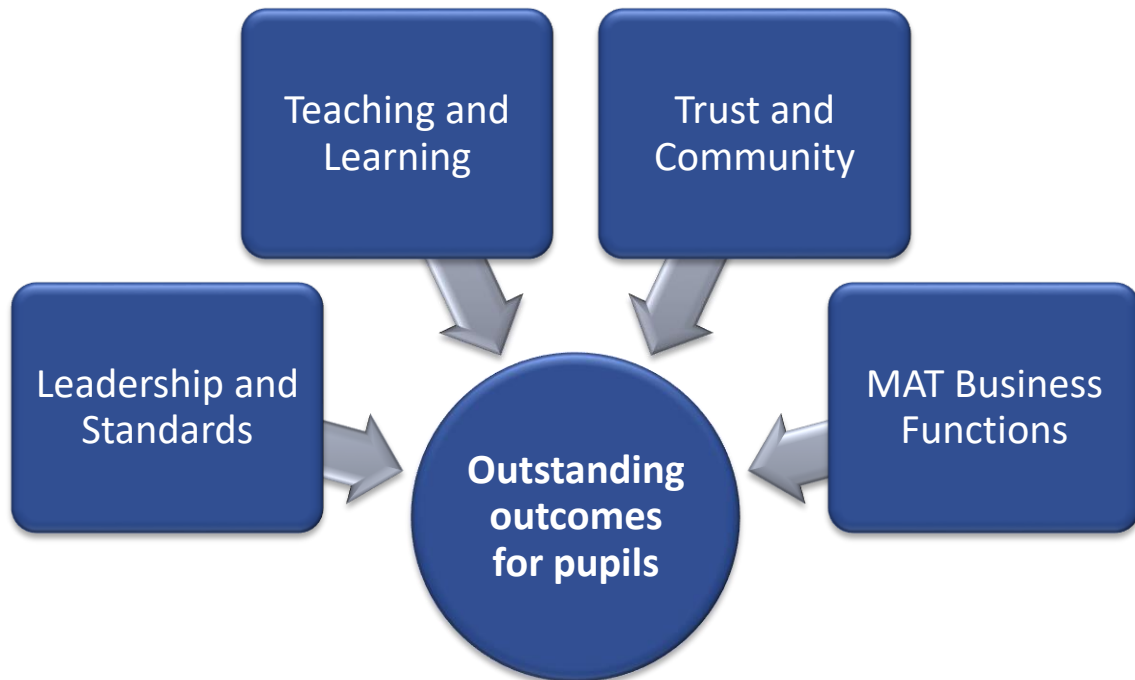 Teaching and
Learning
Trust and
Community
Leadership and
Standards
MAT Business
Functions
Outstanding
outcomes
for pupils